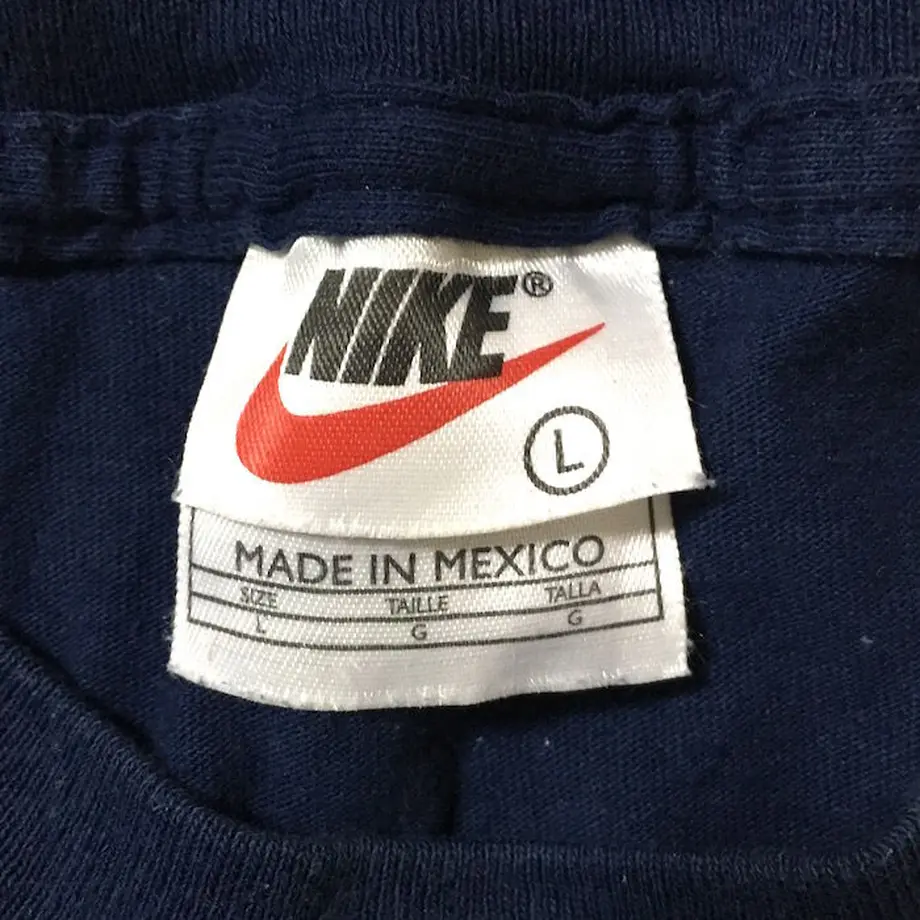 NIKE®
L
MADE IN MEXICO
SIZE TAILLE TALLA
L G G